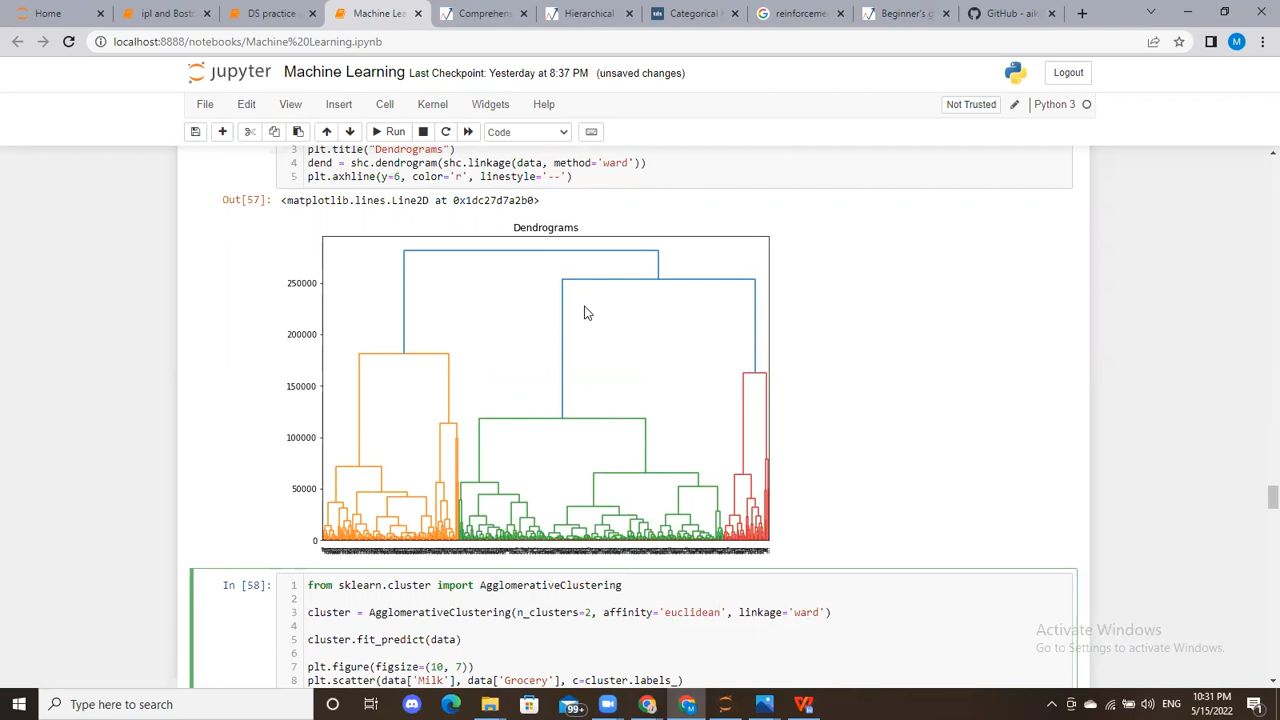 Home
ipl and Bosto
DS practice
Machine Lea
Comprehens
Hierarchical
Categorical
reinforceme
Beginner's g
GitHub - aik
localhost:8888/notebooks/Machine%20Learning.ipynb
M
jupyter Machine Learning Last Checkpoint: Yesterday at 8:37 PM (unsaved changes)
Logout
File Edit View Insert Cell Kernel Widgets Help
Not Trusted
Python 3
Run
Code
3 plt.title("Dendrograms")
4 dend = shc.dendrogram(shc.linkage(data, method='ward'))
5 plt.axhline(y=6, color='r', linestyle='--')
Out[57]: <matplotlib.lines.Line2D at 0x1dc27d7a2b0>
Dendrograms
250000
200000
150000
100000
50000
0
In [58]:
1 from sklearn.cluster import AgglomerativeClustering
2
3 cluster = AgglomerativeClustering(n_clusters=2, affinity='euclidean', linkage='ward')
4
5 cluster.fit_predict(data)
6
7 plt.figure(figsize=(10, 7))
8 plt.scatter(data['Milk'], data['Grocery'], c=cluster.labels_)
Activate Windows
Go to Settings to activate Windows.
Type here to search
99+
ENG
10:31 PM
5/15/2022